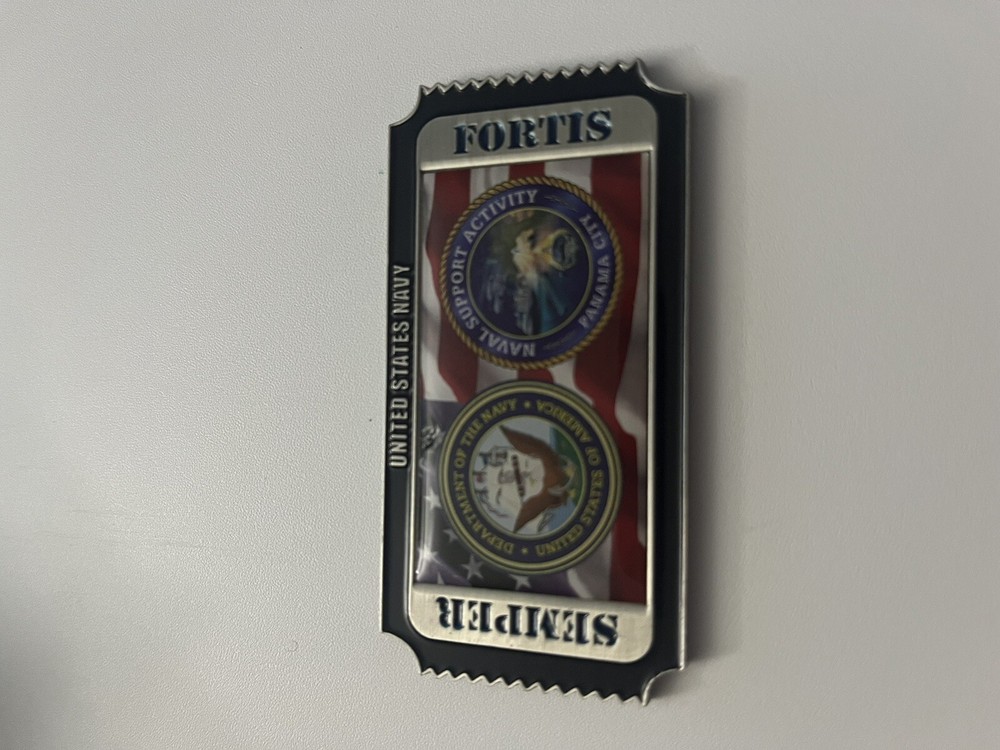 UNITED STATES NAVY
SEMPER
FORTIS
DEPARTMENT OF THE NAVY
UNITED STATES OF AMERICA
NAVAL SUPPORT ACTIVITY
PANAMA CITY